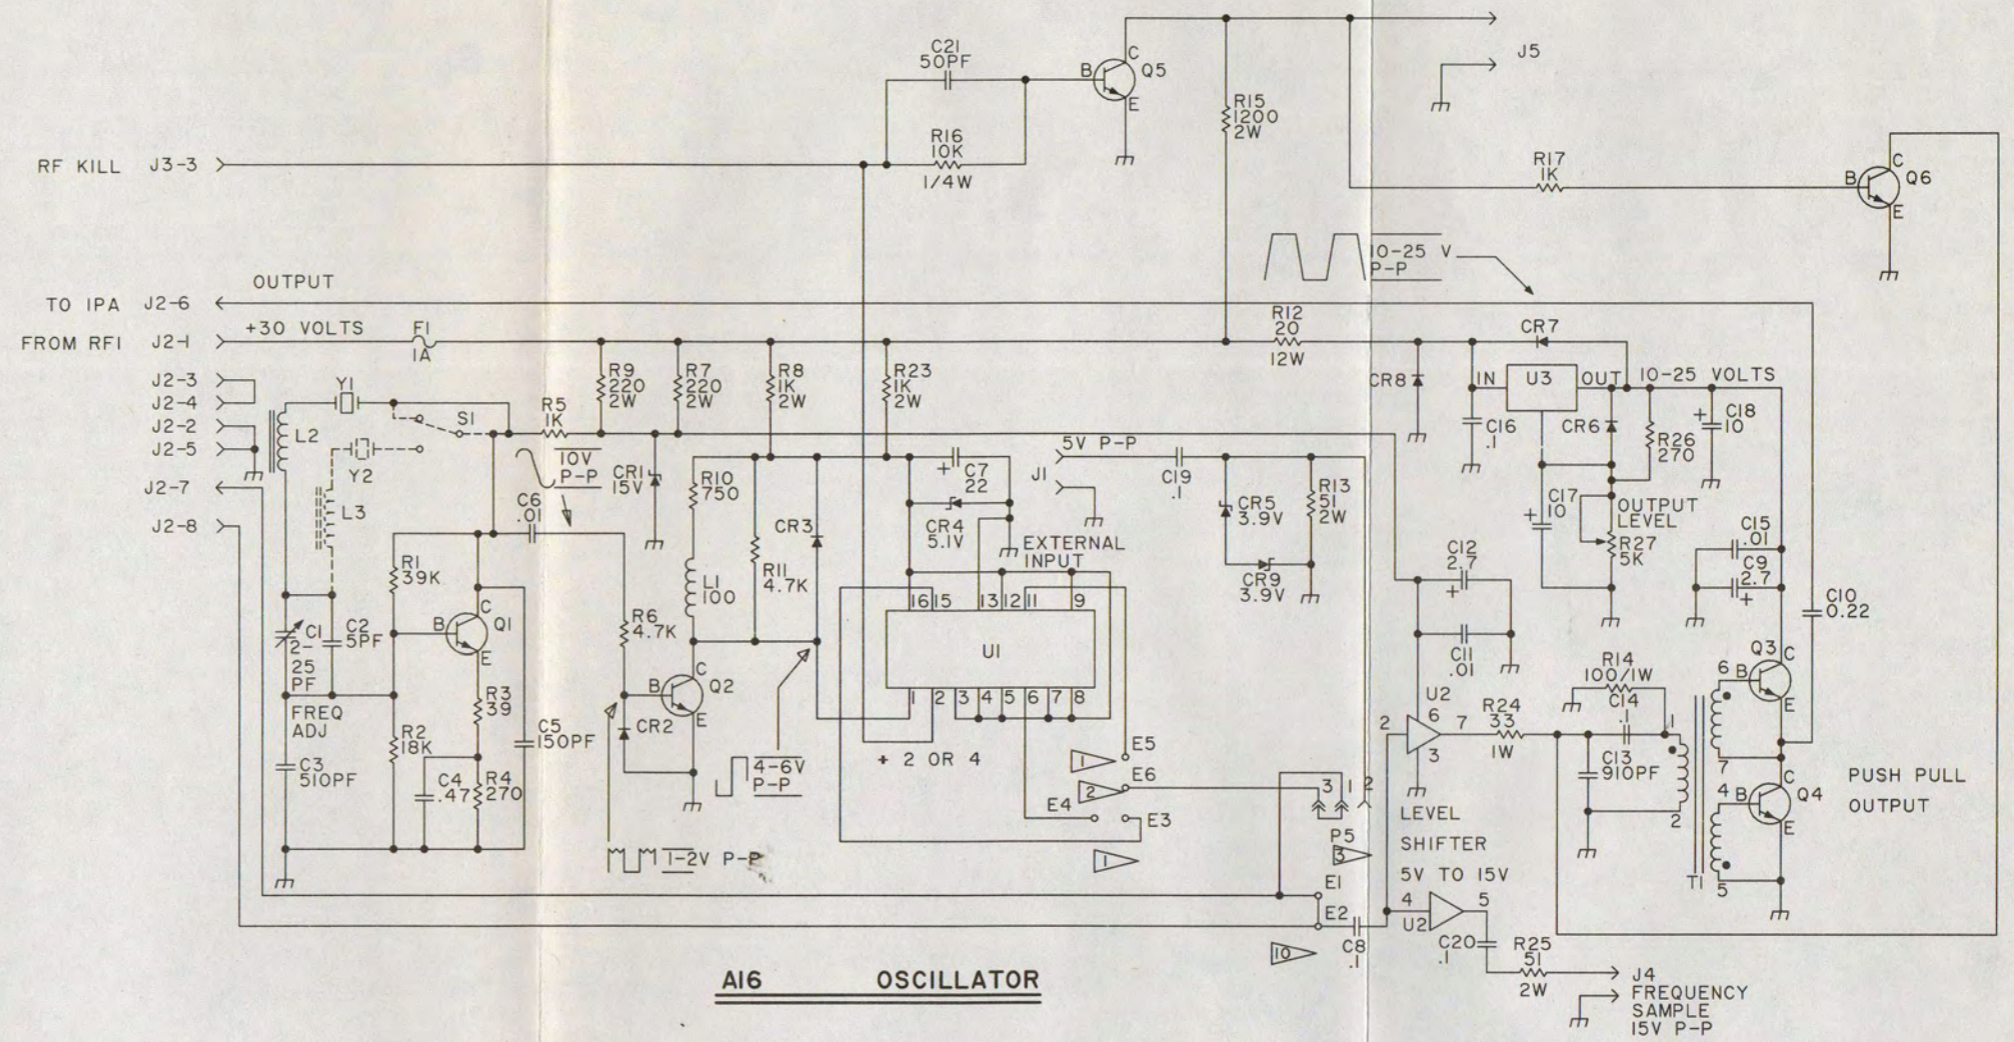 C21
50PF
B
C
Q5
E
J5
R15
1200
2W
R16
10K
1/4W
RF KILL J3-3
R17
1K
B
C
Q6
E
10-25 V
P-P
OUTPUT
TO IPA J2-6
+30 VOLTS
FROM RFI J2-1
F1
1A
R12
20
12W
CR7
J2-3
J2-4
J2-2
J2-5
J2-7
J2-8
Y1
S1
L2
Y2
L3
R5
1K
R9
220
2W
R7
220
2W
R8
1K
2W
R23
1K
2W
CR8
IN
U3
OUT
10-25 VOLTS
C16
.1
CR6
R26
270
+
C18
10
C17
10
+
OUTPUT
LEVEL
R27
5K
10V
P-P
CR1
15V
R10
750
C6
.01
CR3
+
C7
22
CR4
5.1V
5V P-P
J1
EXTERNAL
INPUT
C19
.1
CR5
3.9V
R13
51
2W
CR9
3.9V
C12
2.7
+
C11
.01
C15
.01
C9
2.7
+
C10
0.22
R1
39K
L1
100
R11
4.7K
R6
4.7K
16 15 13 12 11 9
U1
1 2 3 4 5 6 7 8
C1
2-
25
PF
C2
5PF
FREQ
ADJ
B
C
Q1
E
R3
39
R2
18K
C3
510PF
C4
.47
R4
270
C5
150PF
B
C
Q2
E
CR2
4-6V
P-P
1-2V P-P
÷ 2 OR 4
1
E5
2
E6
E4
E3
1
3 1 2
P5
3
E1
E2
10
C8
.1
U2
2
6
7
3
LEVEL
SHIFTER
5V TO 15V
4
U2
5
C20
.1
R25
51
2W
J4
FREQUENCY
SAMPLE
15V P-P
R24
33
1W
R14
100/1W
C14
.1
C13
910PF
1
2
T1
6
7
4
5
Q3
B
C
E
Q4
B
C
E
PUSH PULL
OUTPUT
A16 OSCILLATOR